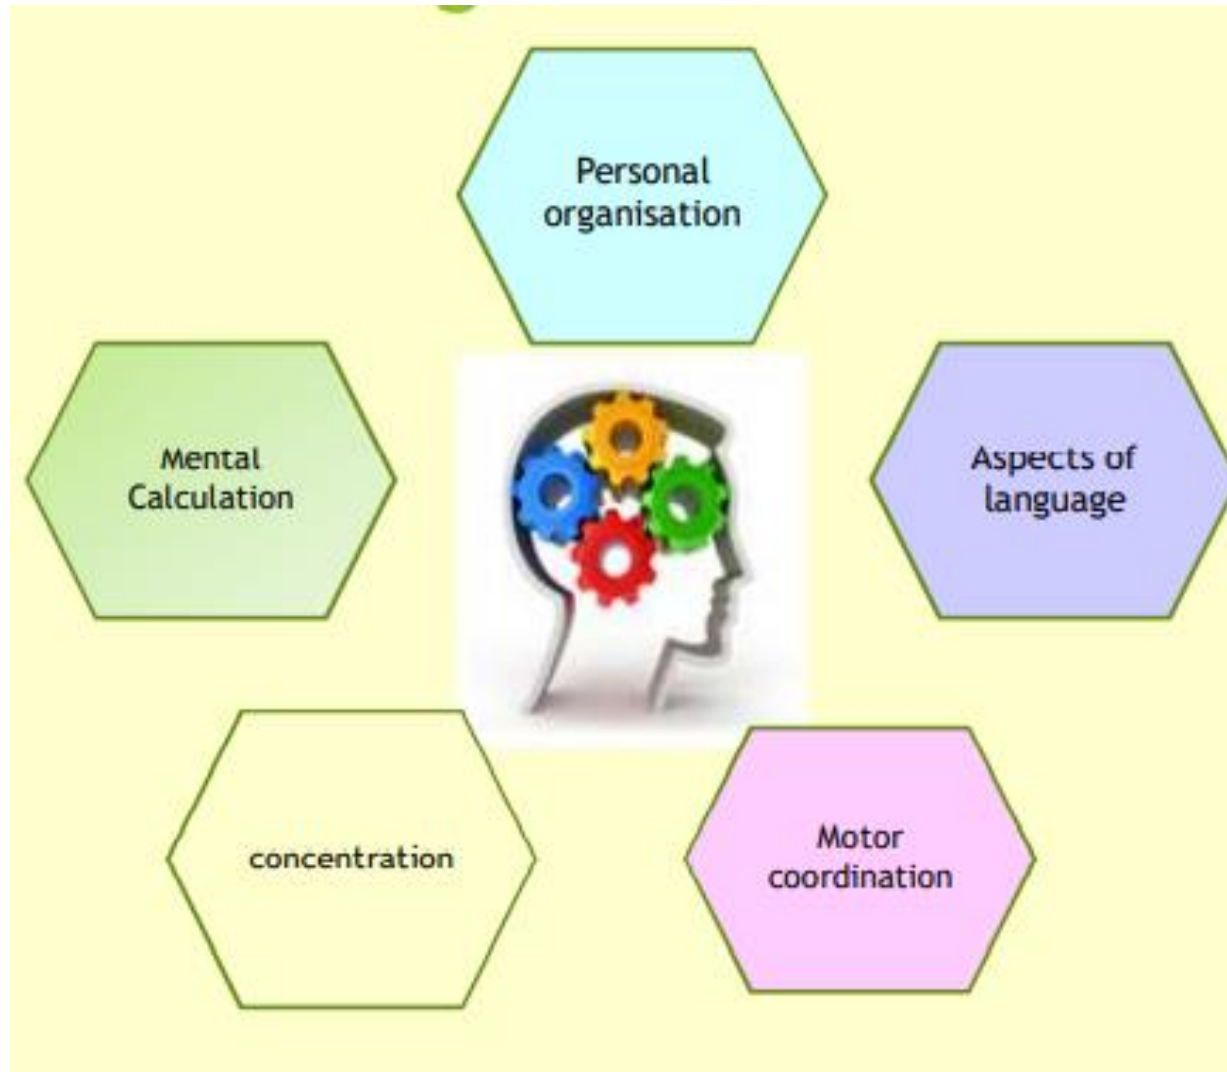 Personal
organisation
Mental
Calculation
Aspects of
language
concentration
Motor
coordination